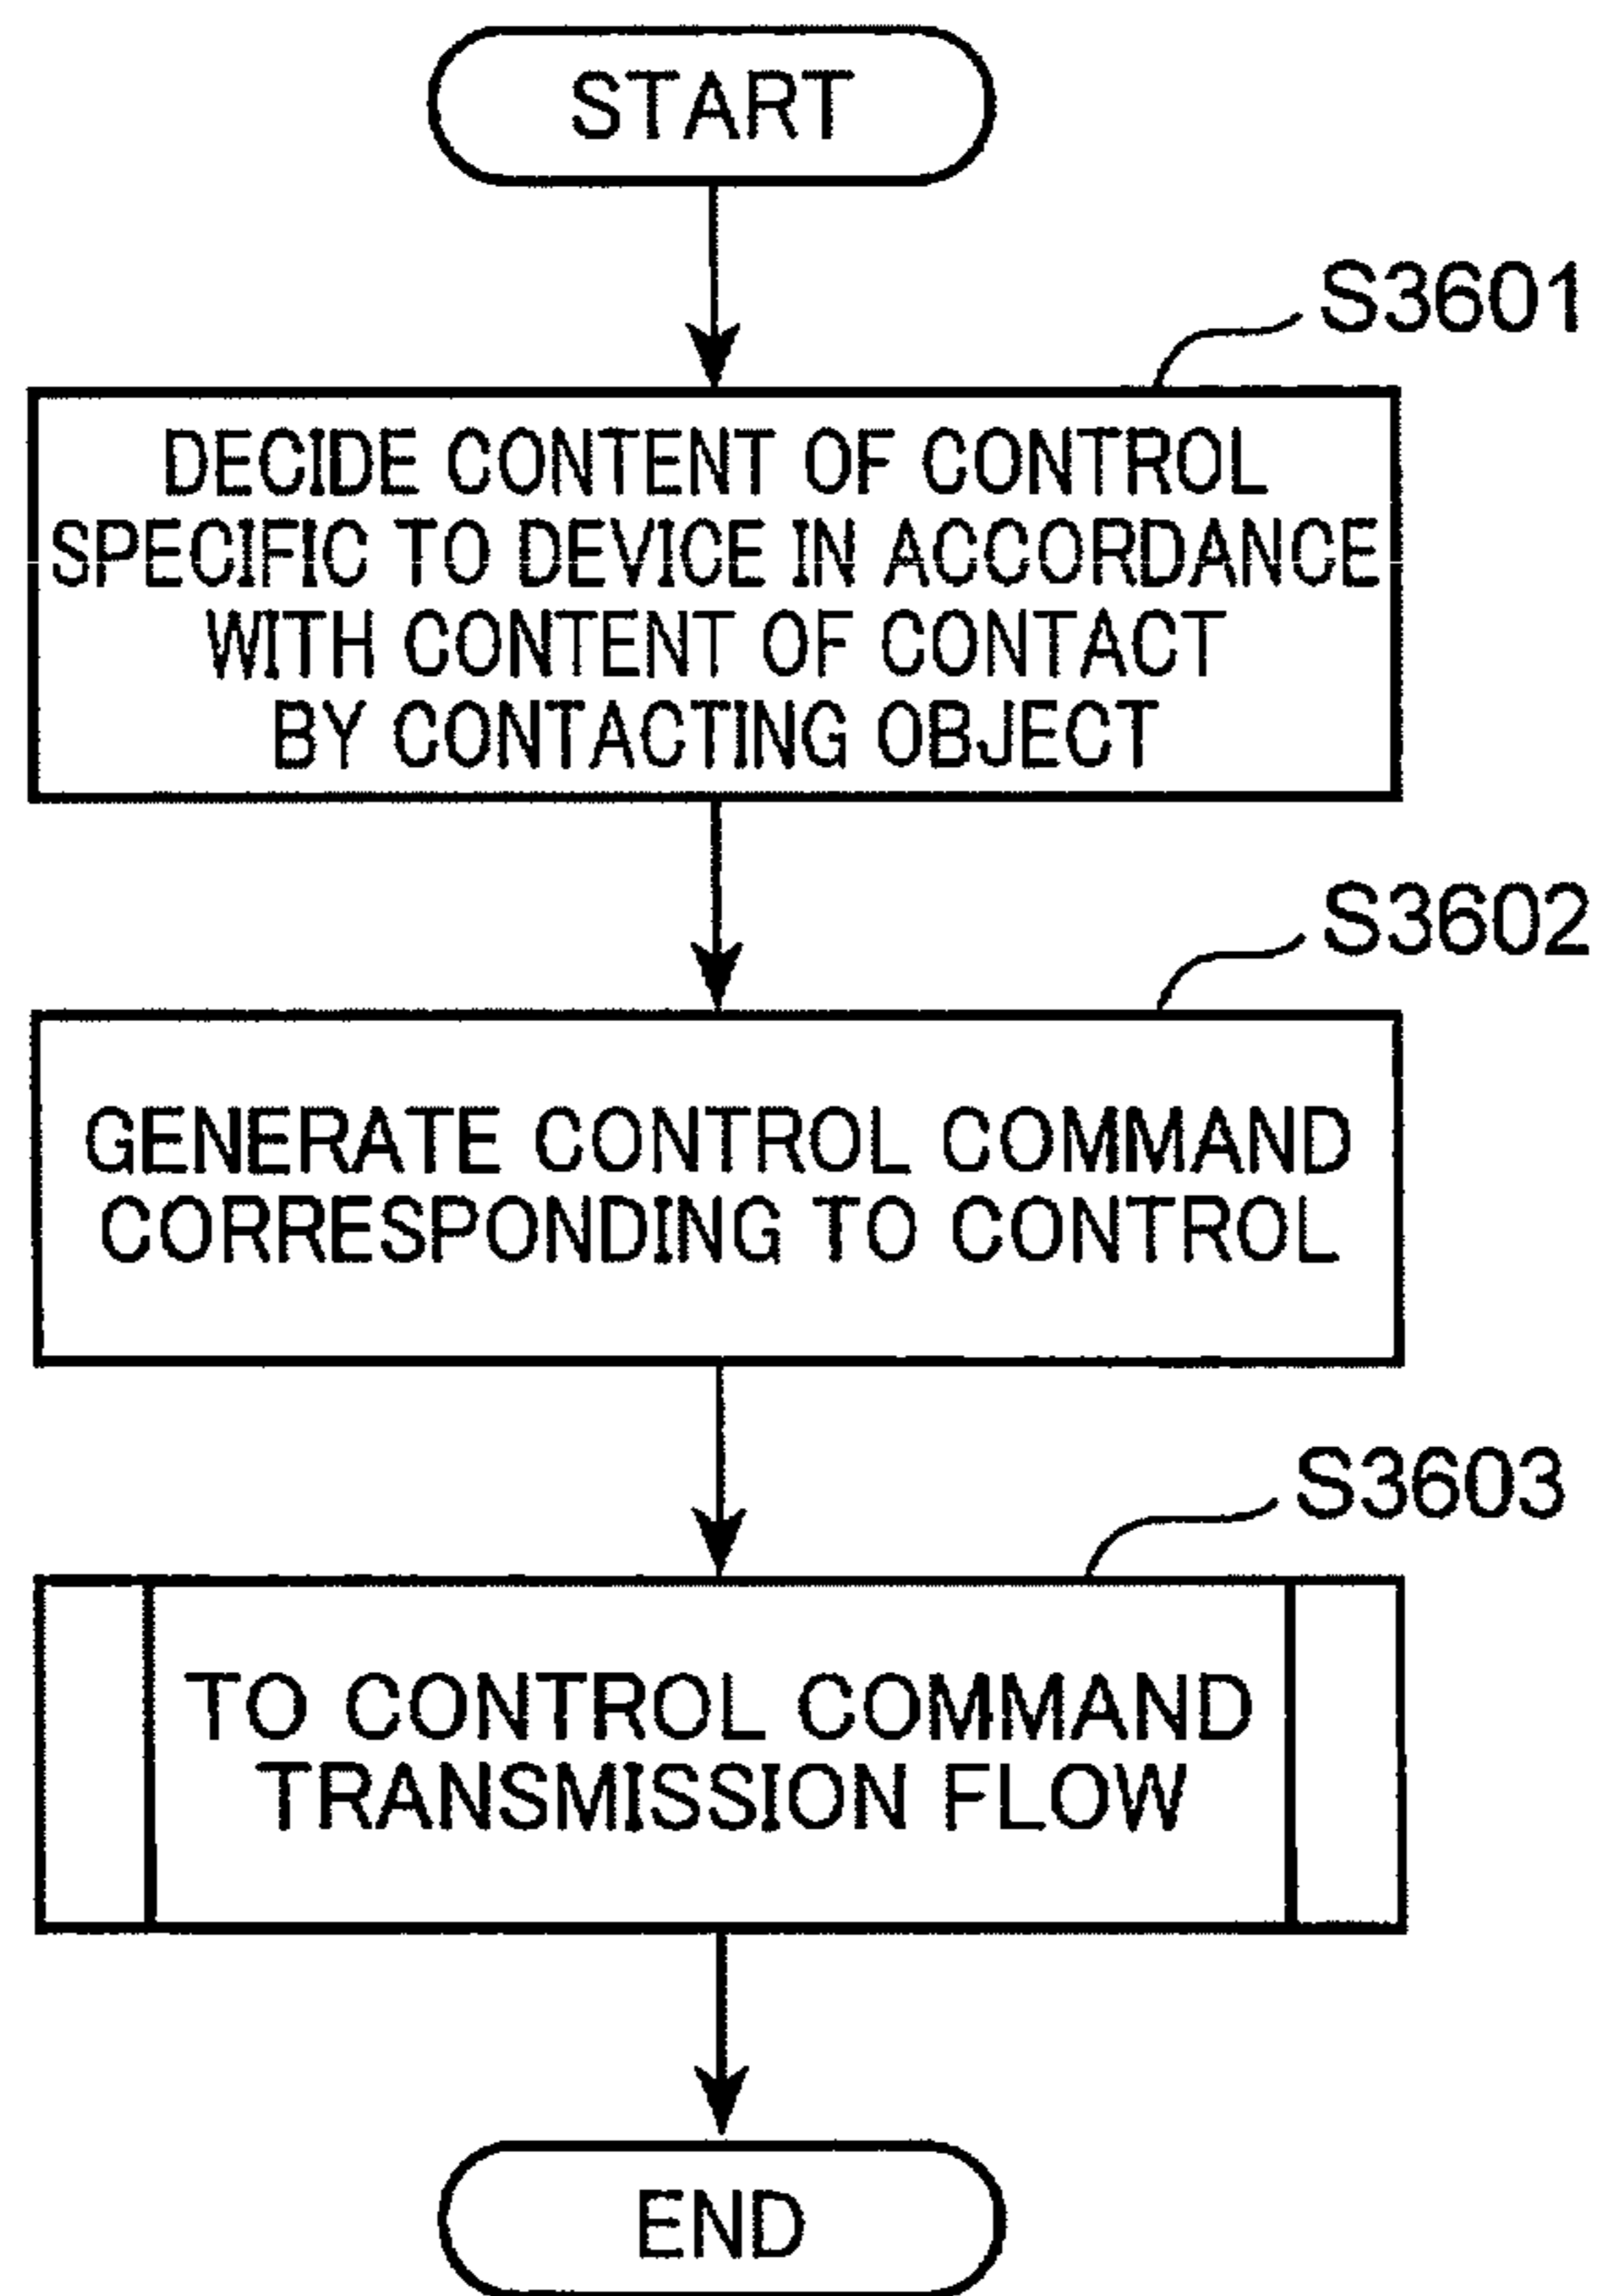 START
S3601
DECIDE CONTENT OF CONTROL
SPECIFIC TO DEVICE IN ACCORDANCE
WITH CONTENT OF CONTACT
BY CONTACTING OBJECT
S3602
GENERATE CONTROL COMMAND
CORRESPONDING TO CONTROL
S3603
TO CONTROL COMMAND
TRANSMISSION FLOW
END